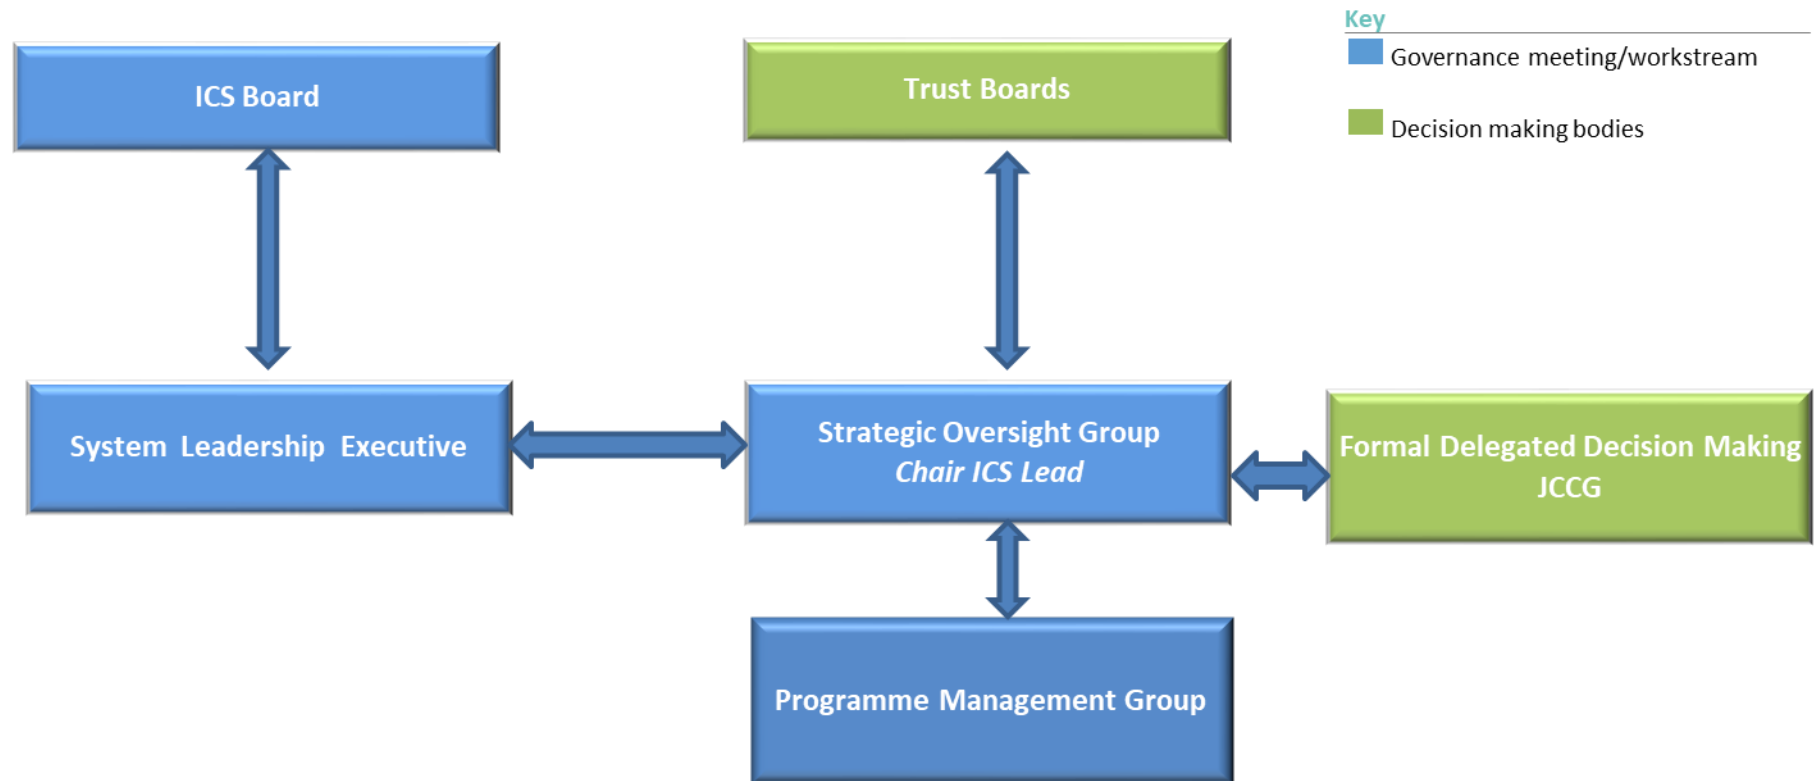 Key
Governance meeting/workstream
Decision making bodies
ICS Board
Trust Boards
System Leadership Executive
Strategic Oversight Group
Chair ICS Lead
Formal Delegated Decision Making
JCCG
Programme Management Group